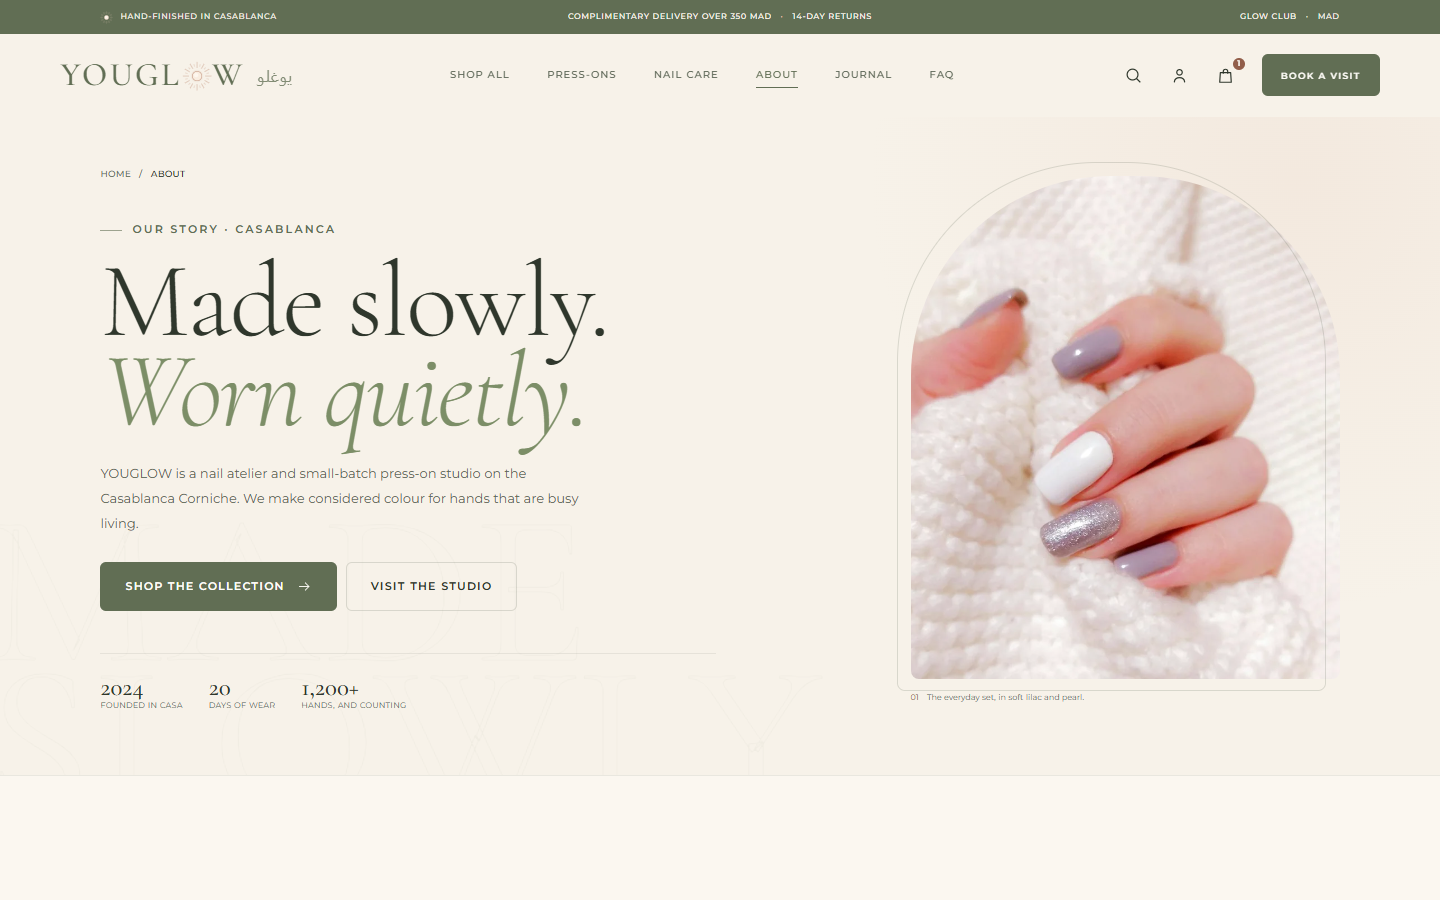 HAND-FINISHED IN CASABLANCA
COMPLIMENTARY DELIVERY OVER 350 MAD · 14-DAY RETURNS
GLOW CLUB · MAD
YOUGLOW يوغلو
SHOP ALL
PRESS-ONS
NAIL CARE
ABOUT
JOURNAL
FAQ
1
BOOK A VISIT
HOME / ABOUT
OUR STORY · CASABLANCA
Made slowly.
Worn quietly.
YOUGLOW is a nail atelier and small-batch press-on studio on the
Casablanca Corniche. We make considered colour for hands that are busy
living.
SHOP THE COLLECTION →
VISIT THE STUDIO
MADE
SLOWLY
2024
FOUNDED IN CASA
20
DAYS OF WEAR
1,200+
HANDS, AND COUNTING
01 The everyday set, in soft lilac and pearl.